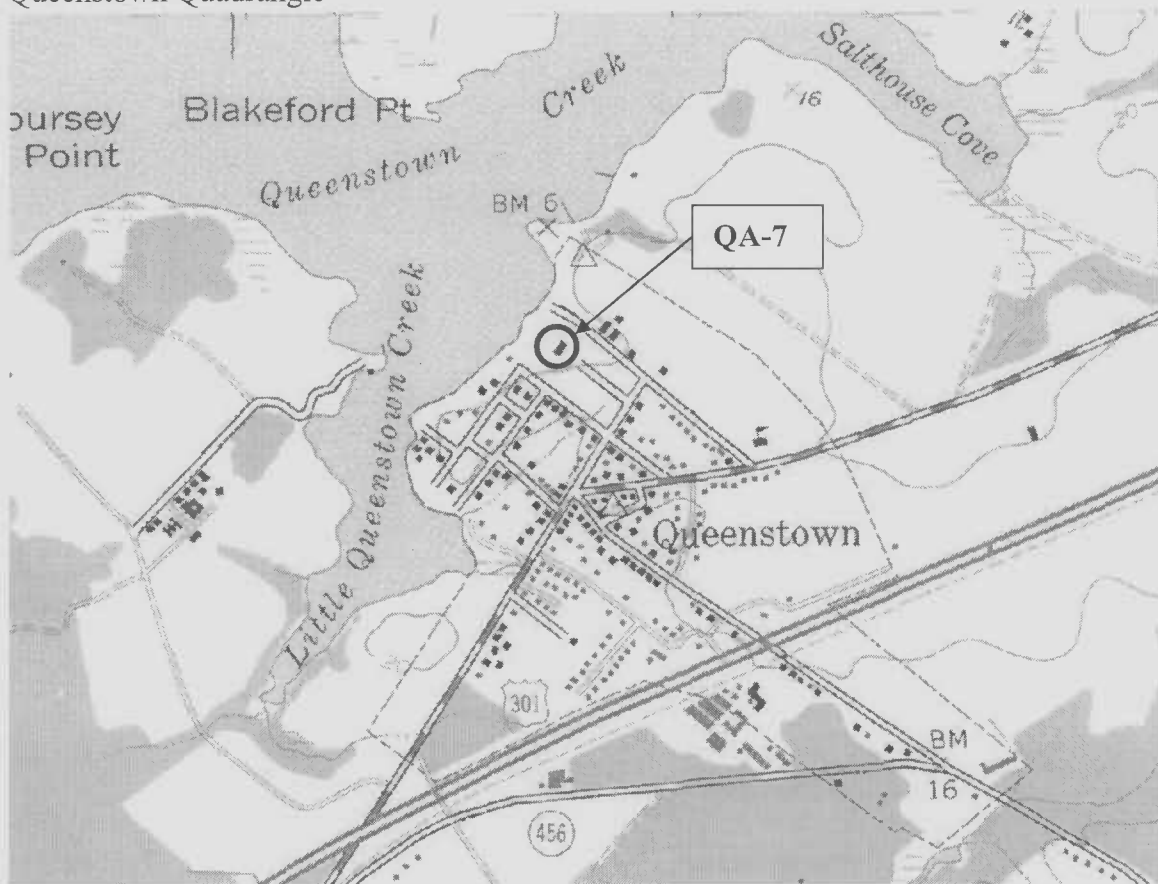 Queenstown Quadrangle
Salthouse Cove
16
Creek
Blakeford Pt
oursey
Point
20
Queenstown
BM 6
QA-7
Little Queenstown Creek
Queenstown
301
BM
16
456